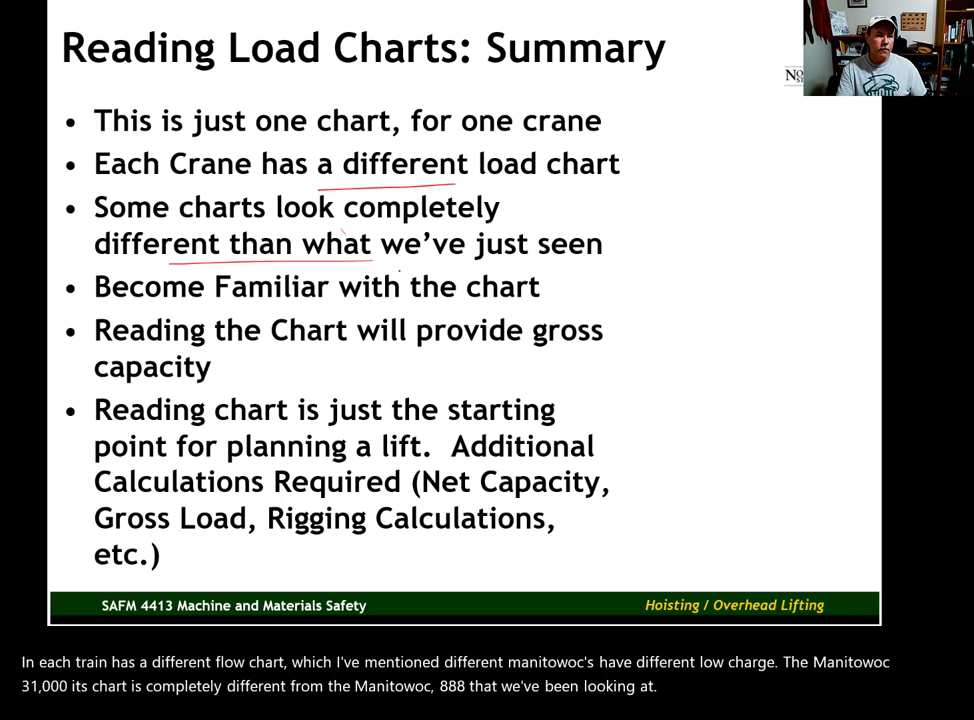 Reading Load Charts: Summary
• This is just one chart, for one crane
• Each Crane has a different load chart
• Some charts look completely
different than what we've just seen
• Become Familiar with the chart
• Reading the Chart will provide gross
capacity
• Reading chart is just the starting
point for planning a lift.  Additional
Calculations Required (Net Capacity,
Gross Load, Rigging Calculations,
etc.)
SAFM 4413 Machine and Materials Safety
Hoisting / Overhead Lifting
In each train has a different flow chart, which I've mentioned different manitowoc's have different low charge. The Manitowoc
31,000 its chart is completely different from the Manitowoc, 888 that we've been looking at.